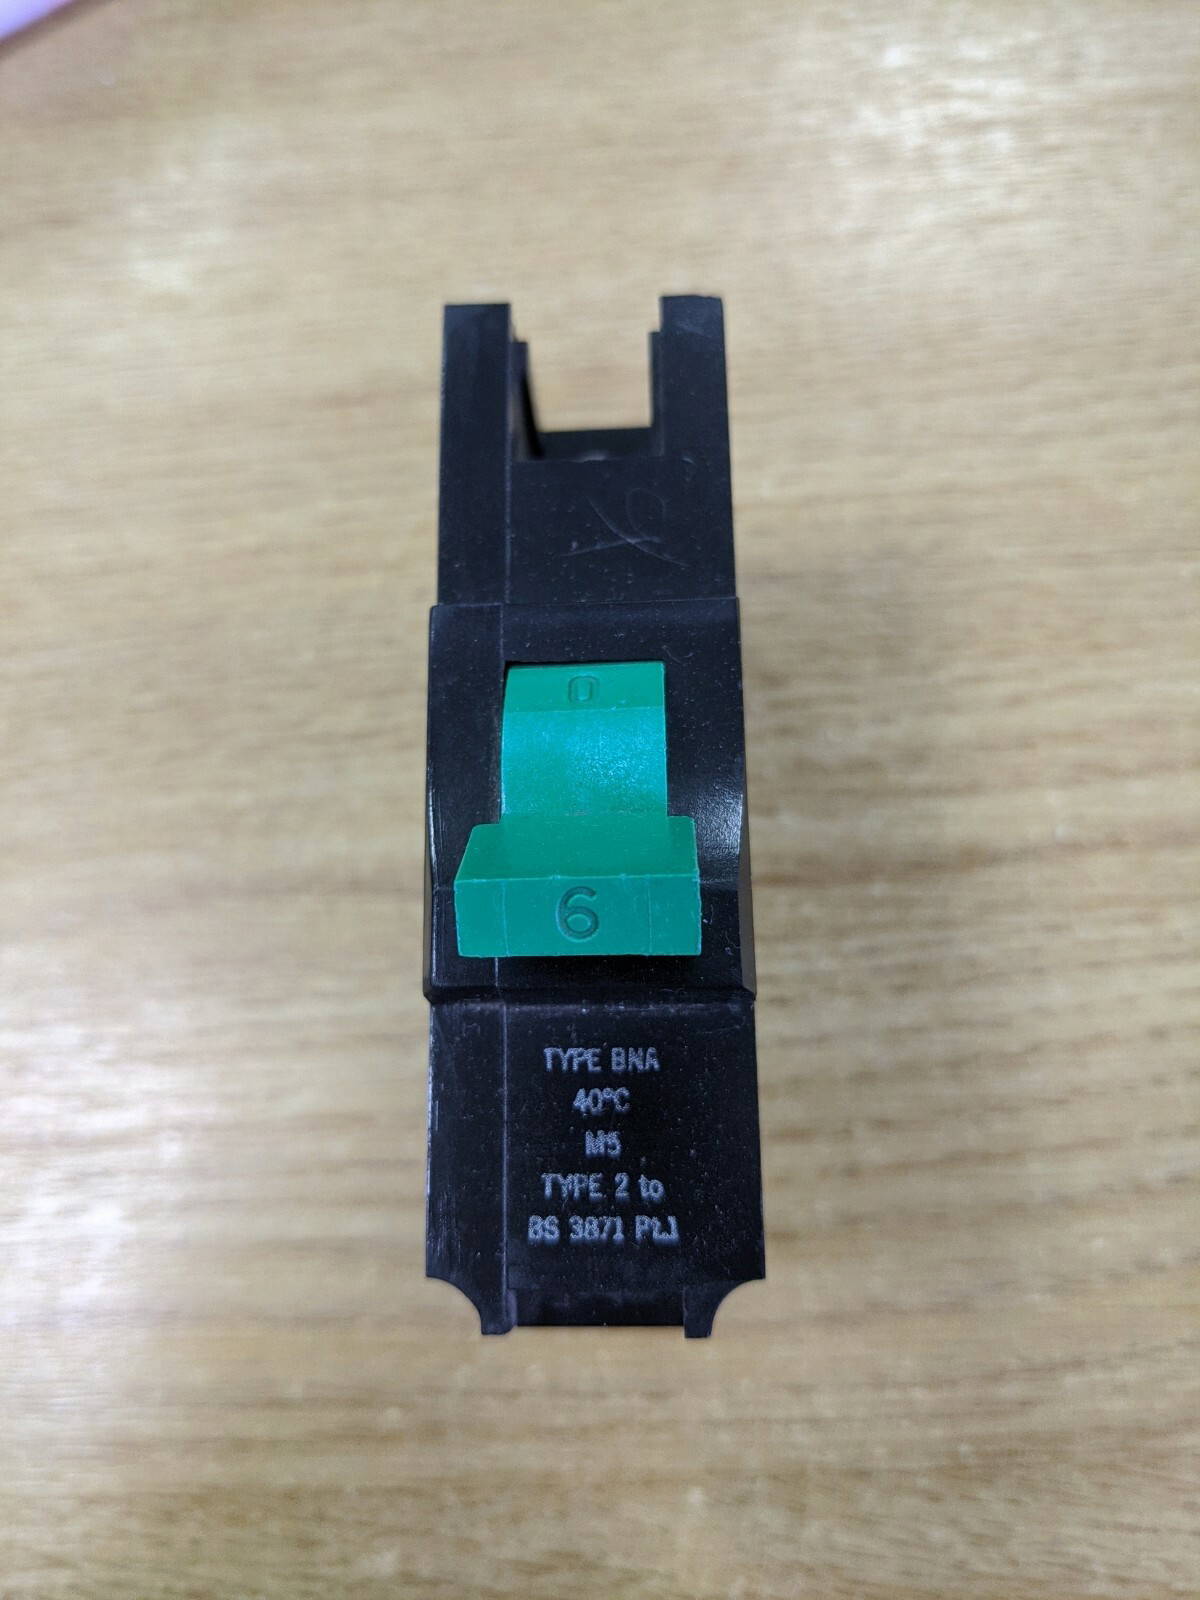 0
6
TYPE BNA
40°C
M5
TYPE 2 to
BS 3871 Pt.1